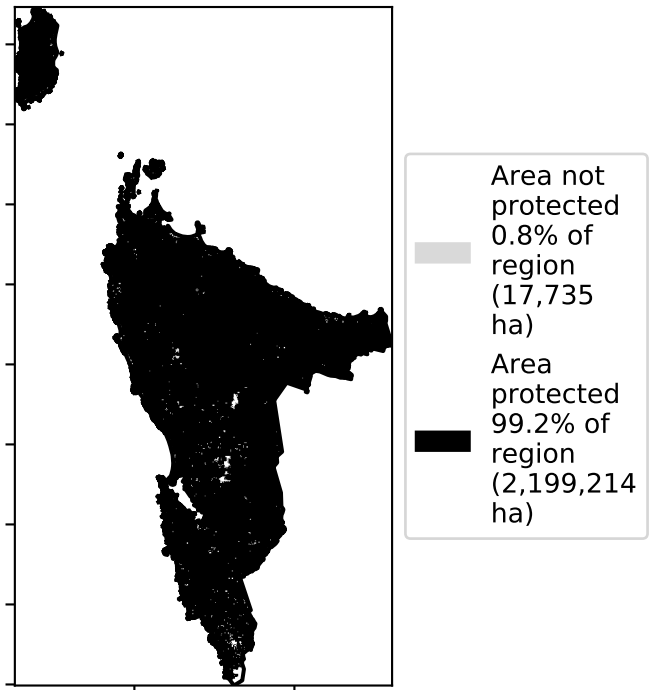 Area not
protected
0.8% of
region
(17,735
ha)
Area
protected
99.2% of
region
(2,199,214
ha)